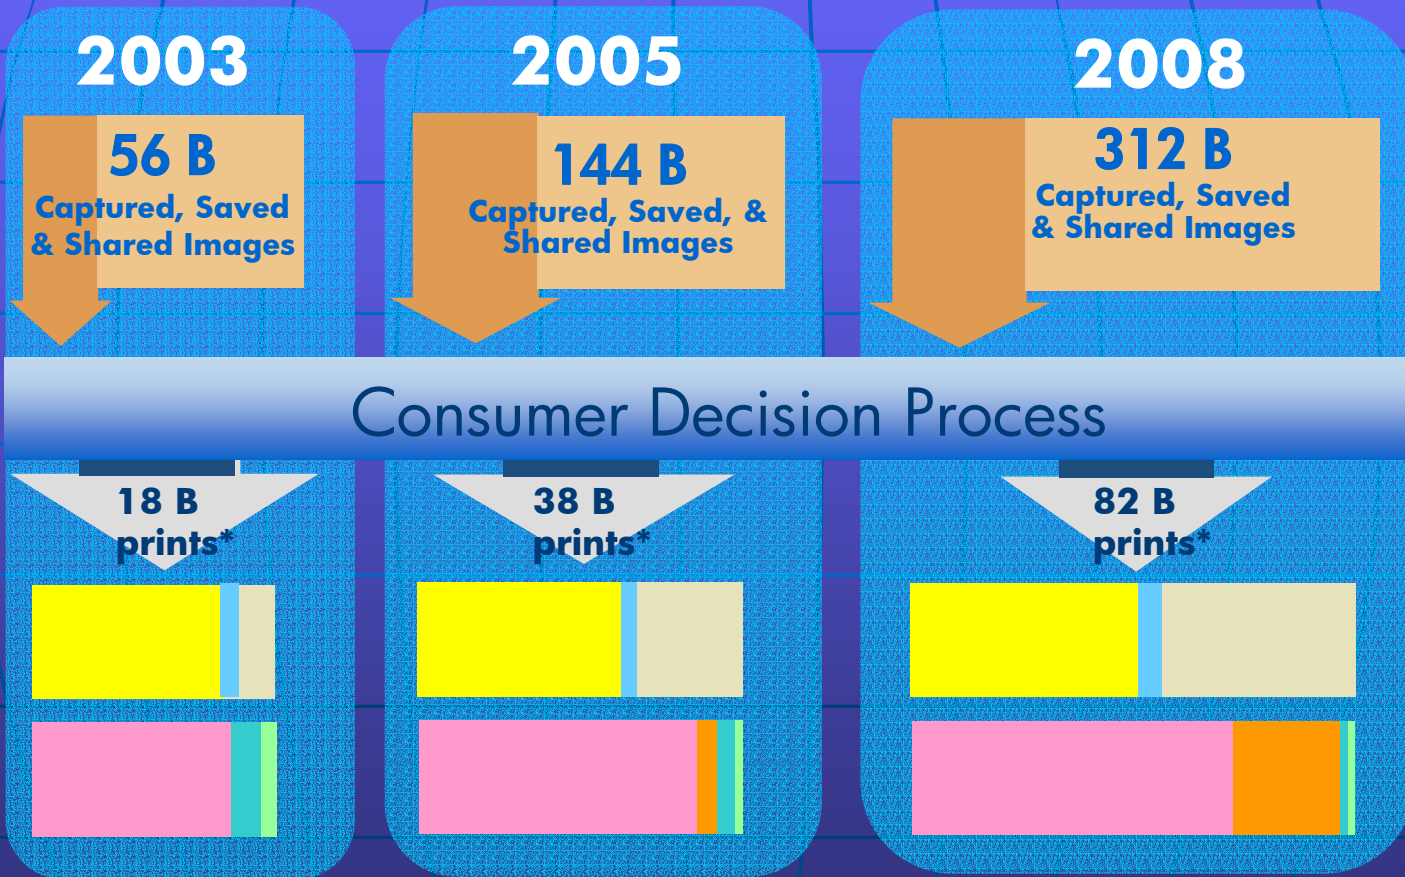 2003
56 B
Captured, Saved
& Shared Images
2005
144 B
Captured, Saved, &
Shared Images
2008
312 B
Captured, Saved
& Shared Images
Consumer Decision Process
18 B
prints*
38 B
prints*
82 B
prints*